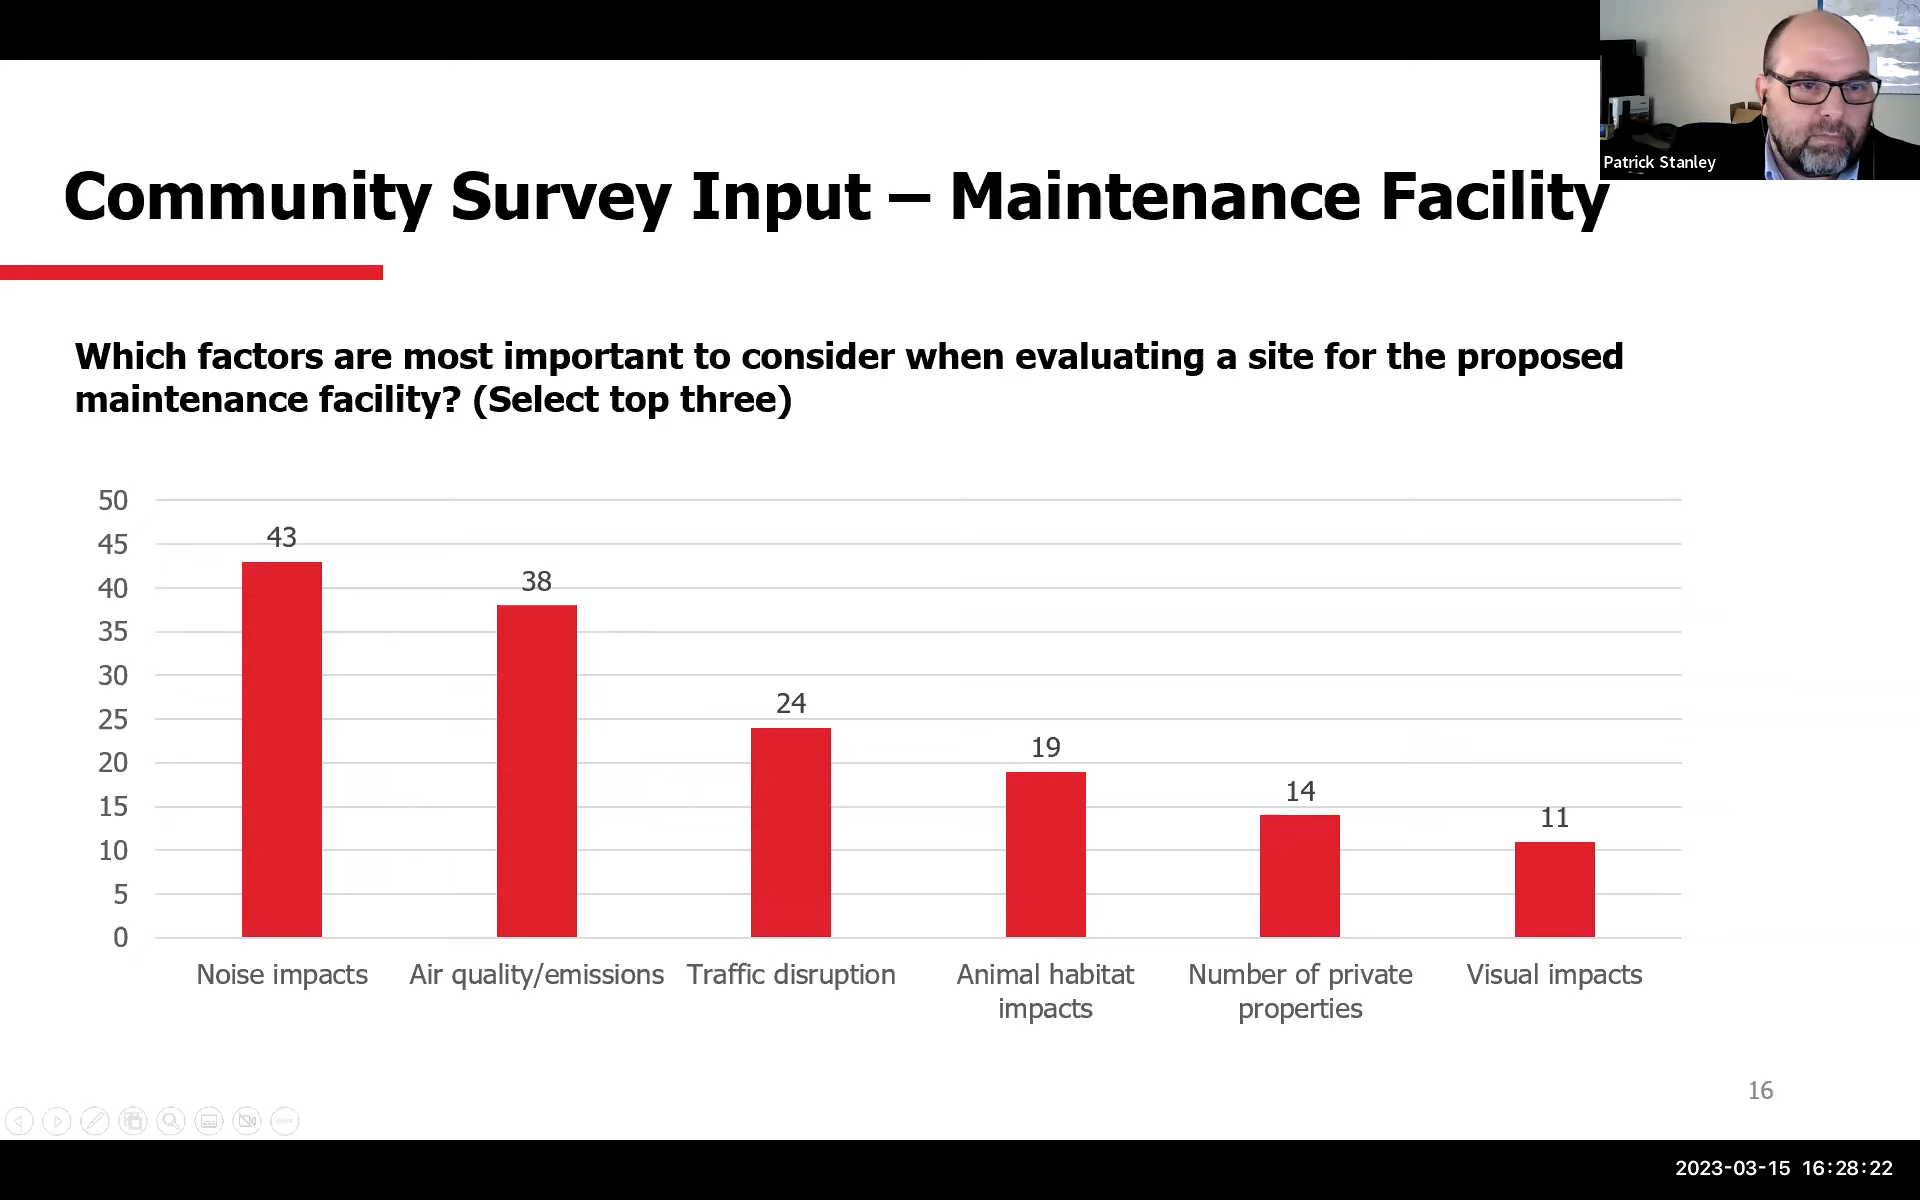 Patrick Stanley
Community Survey Input – Maintenance Facility
Which factors are most important to consider when evaluating a site for the proposed
maintenance facility? (Select top three)
50
45
40
35
30
25
20
15
10
5
0
43
38
24
19
14
11
Noise impacts
Air quality/emissions
Traffic disruption
Animal habitat
impacts
Number of private
properties
Visual impacts
16
2023-03-15 16:28:22